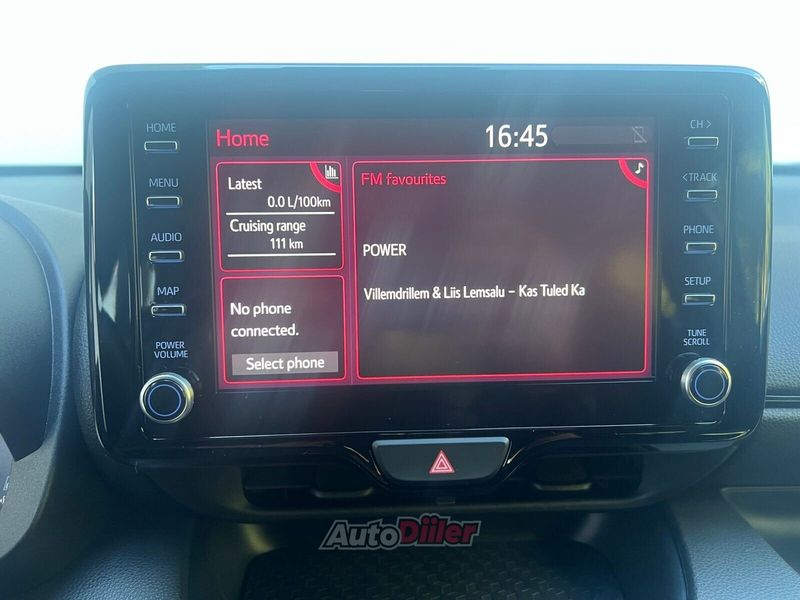 HOME
MENU
AUDIO
MAP
POWER
VOLUME
Home
16:45
Latest
0.0 L/100km
Cruising range
111 km
No phone
connected.
Select phone
FM favourites
POWER
Villemdrillem & Liis Lemsalu – Kas Tuled Ka
CH >
<TRACK
PHONE
SETUP
TUNE
SCROLL
AutoDiiler